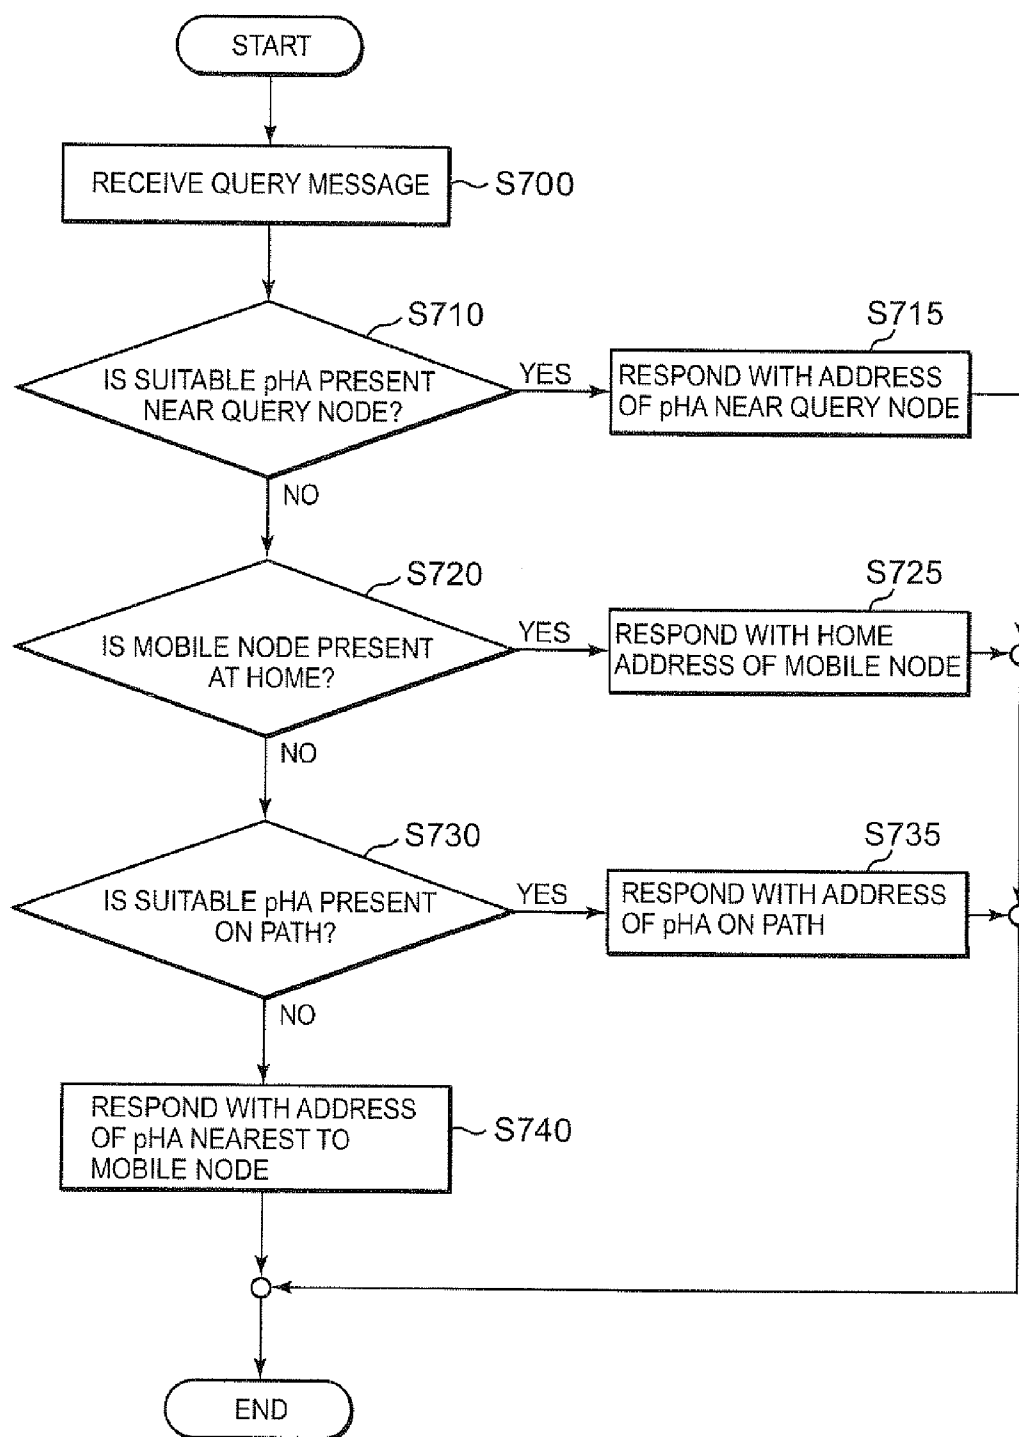 START
RECEIVE QUERY MESSAGE
S700
S710
IS SUITABLE pHA PRESENT
NEAR QUERY NODE?
YES
S715
RESPOND WITH ADDRESS
OF pHA NEAR QUERY NODE
NO
S720
IS MOBILE NODE PRESENT
AT HOME?
YES
S725
RESPOND WITH HOME
ADDRESS OF MOBILE NODE
NO
S730
IS SUITABLE pHA PRESENT
ON PATH?
YES
S735
RESPOND WITH ADDRESS
OF pHA ON PATH
NO
RESPOND WITH ADDRESS
OF pHA NEAREST TO
MOBILE NODE
S740
END